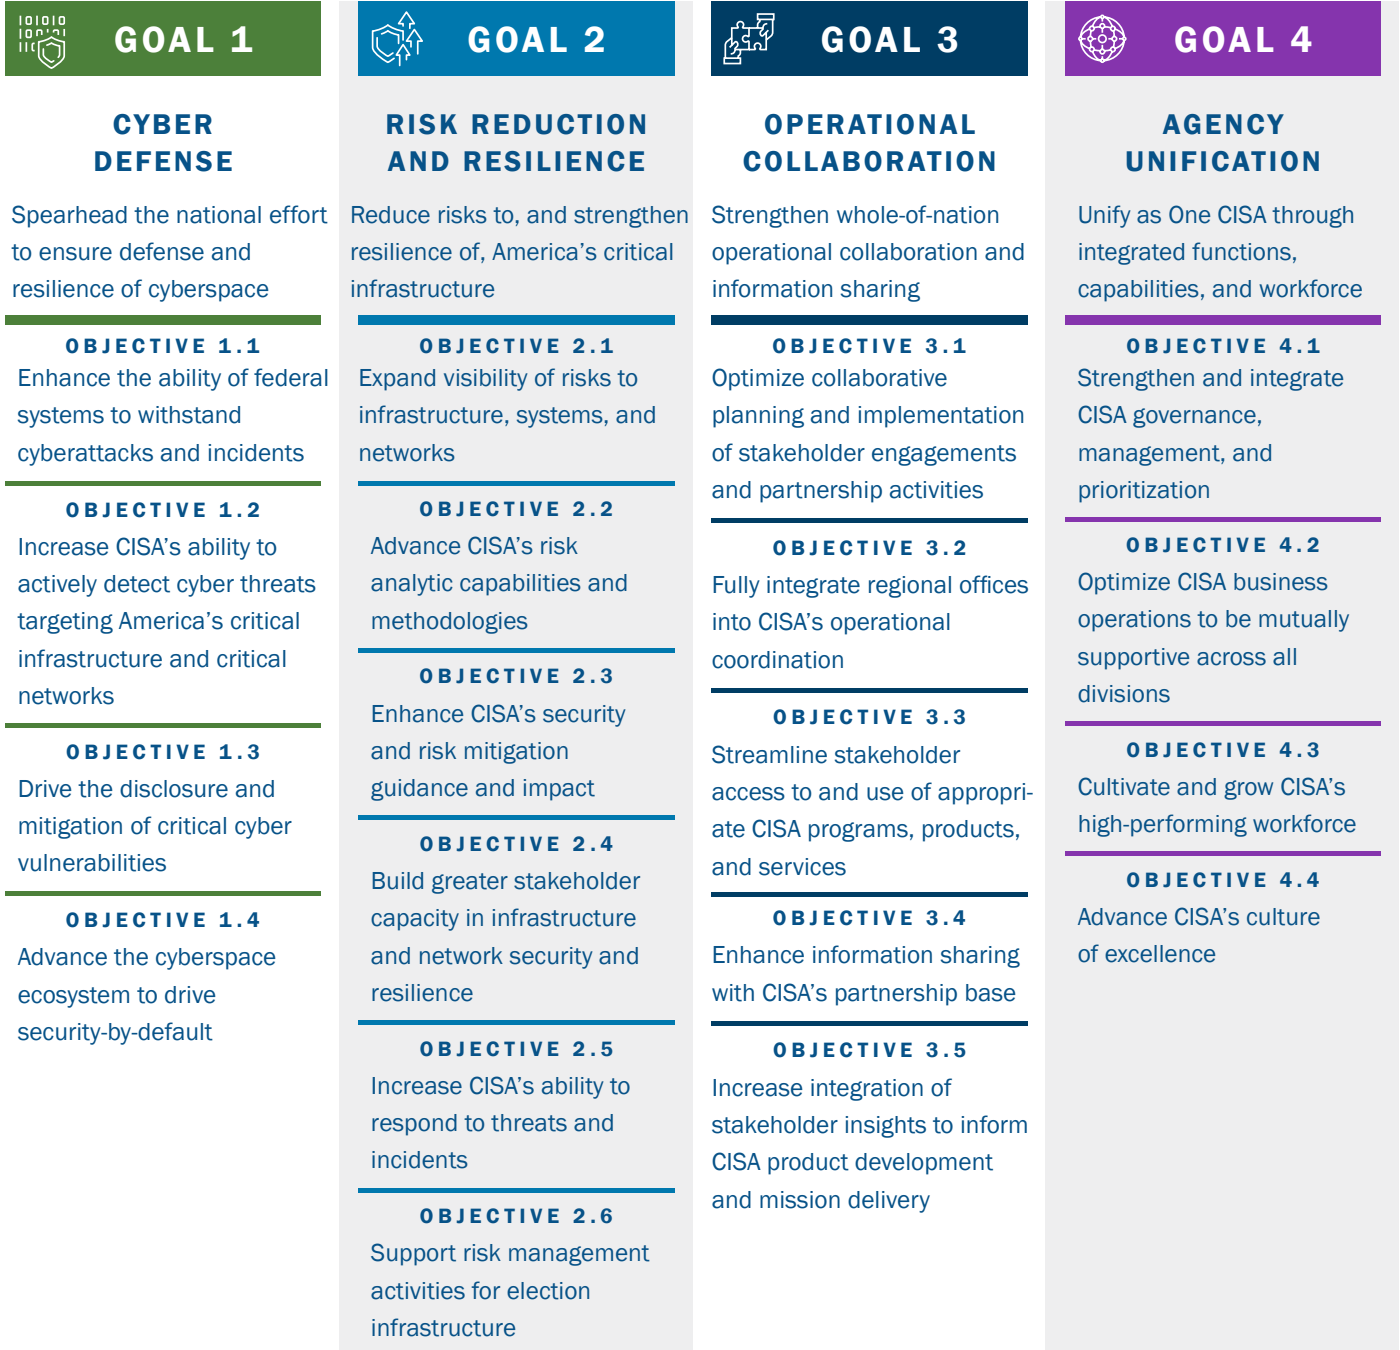 GOAL 1
CYBER
DEFENSE
Spearhead the national effort
to ensure defense and
resilience of cyberspace
OBJECTIVE 1.1
Enhance the ability of federal
systems to withstand
cyberattacks and incidents
OBJECTIVE 1.2
Increase CISA’s ability to
actively detect cyber threats
targeting America’s critical
infrastructure and critical
networks
OBJECTIVE 1.3
Drive the disclosure and
mitigation of critical cyber
vulnerabilities
OBJECTIVE 1.4
Advance the cyberspace
ecosystem to drive
security-by-default
GOAL 2
RISK REDUCTION
AND RESILIENCE
Reduce risks to, and strengthen
resilience of, America’s critical
infrastructure
OBJECTIVE 2.1
Expand visibility of risks to
infrastructure, systems, and
networks
OBJECTIVE 2.2
Advance CISA’s risk
analytic capabilities and
methodologies
OBJECTIVE 2.3
Enhance CISA’s security
and risk mitigation
guidance and impact
OBJECTIVE 2.4
Build greater stakeholder
capacity in infrastructure
and network security and
resilience
OBJECTIVE 2.5
Increase CISA’s ability to
respond to threats and
incidents
OBJECTIVE 2.6
Support risk management
activities for election
infrastructure
GOAL 3
OPERATIONAL
COLLABORATION
Strengthen whole-of-nation
operational collaboration and
information sharing
OBJECTIVE 3.1
Optimize collaborative
planning and implementation
of stakeholder engagements
and partnership activities
OBJECTIVE 3.2
Fully integrate regional offices
into CISA’s operational
coordination
OBJECTIVE 3.3
Streamline stakeholder
access to and use of appropri-
ate CISA programs, products,
and services
OBJECTIVE 3.4
Enhance information sharing
with CISA’s partnership base
OBJECTIVE 3.5
Increase integration of
stakeholder insights to inform
CISA product development
and mission delivery
GOAL 4
AGENCY
UNIFICATION
Unify as One CISA through
integrated functions,
capabilities, and workforce
OBJECTIVE 4.1
Strengthen and integrate
CISA governance,
management, and
prioritization
OBJECTIVE 4.2
Optimize CISA business
operations to be mutually
supportive across all
divisions
OBJECTIVE 4.3
Cultivate and grow CISA’s
high-performing workforce
OBJECTIVE 4.4
Advance CISA’s culture
of excellence